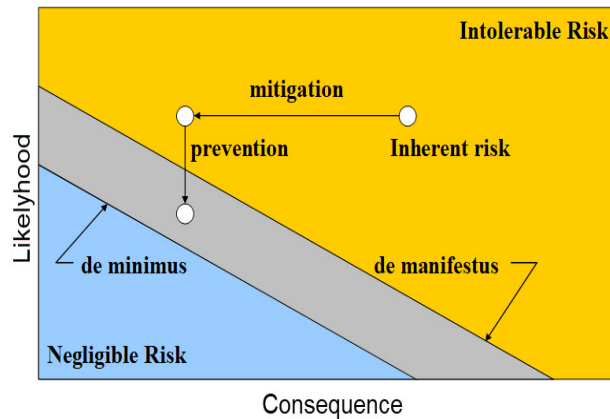 Intolerable Risk
mitigation
prevention
Inherent risk
Likelyhood
de minimus
de manifestus
Negligible Risk
Consequence